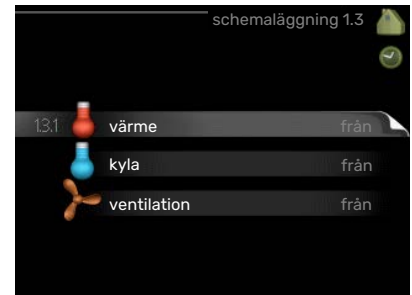 schemaläggning 1.3
1.3.1 värme från
kyla från
ventilation från